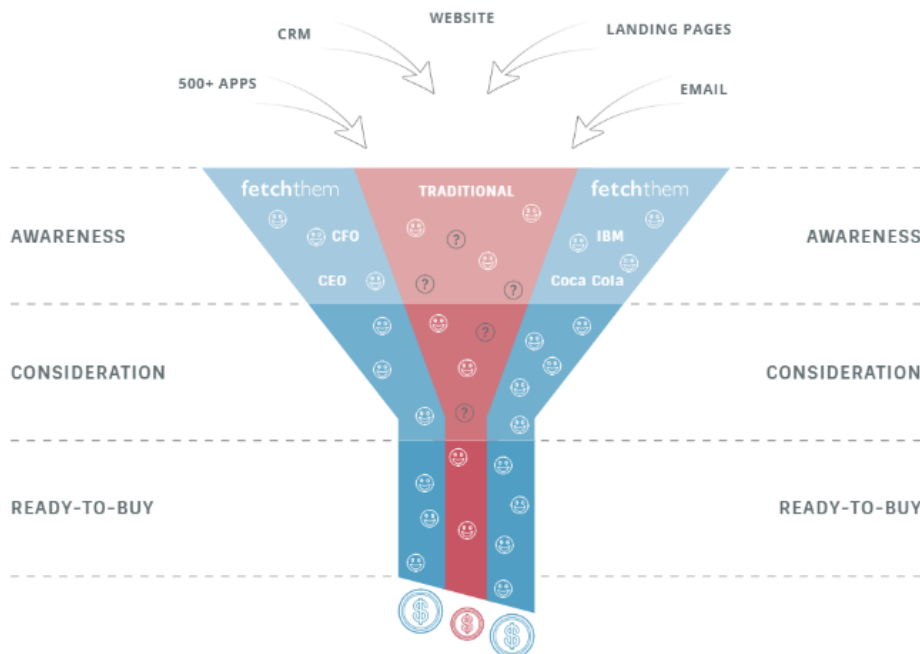 WEBSITE
CRM
LANDING PAGES
500+ APPS
EMAIL
fetchthem
TRADITIONAL
fetchthem
?
CFO
IBM
AWARENESS
AWARENESS
CEO
?
?
Coca Cola
?
CONSIDERATION
CONSIDERATION
?
READY-TO-BUY
READY-TO-BUY
$
$
$